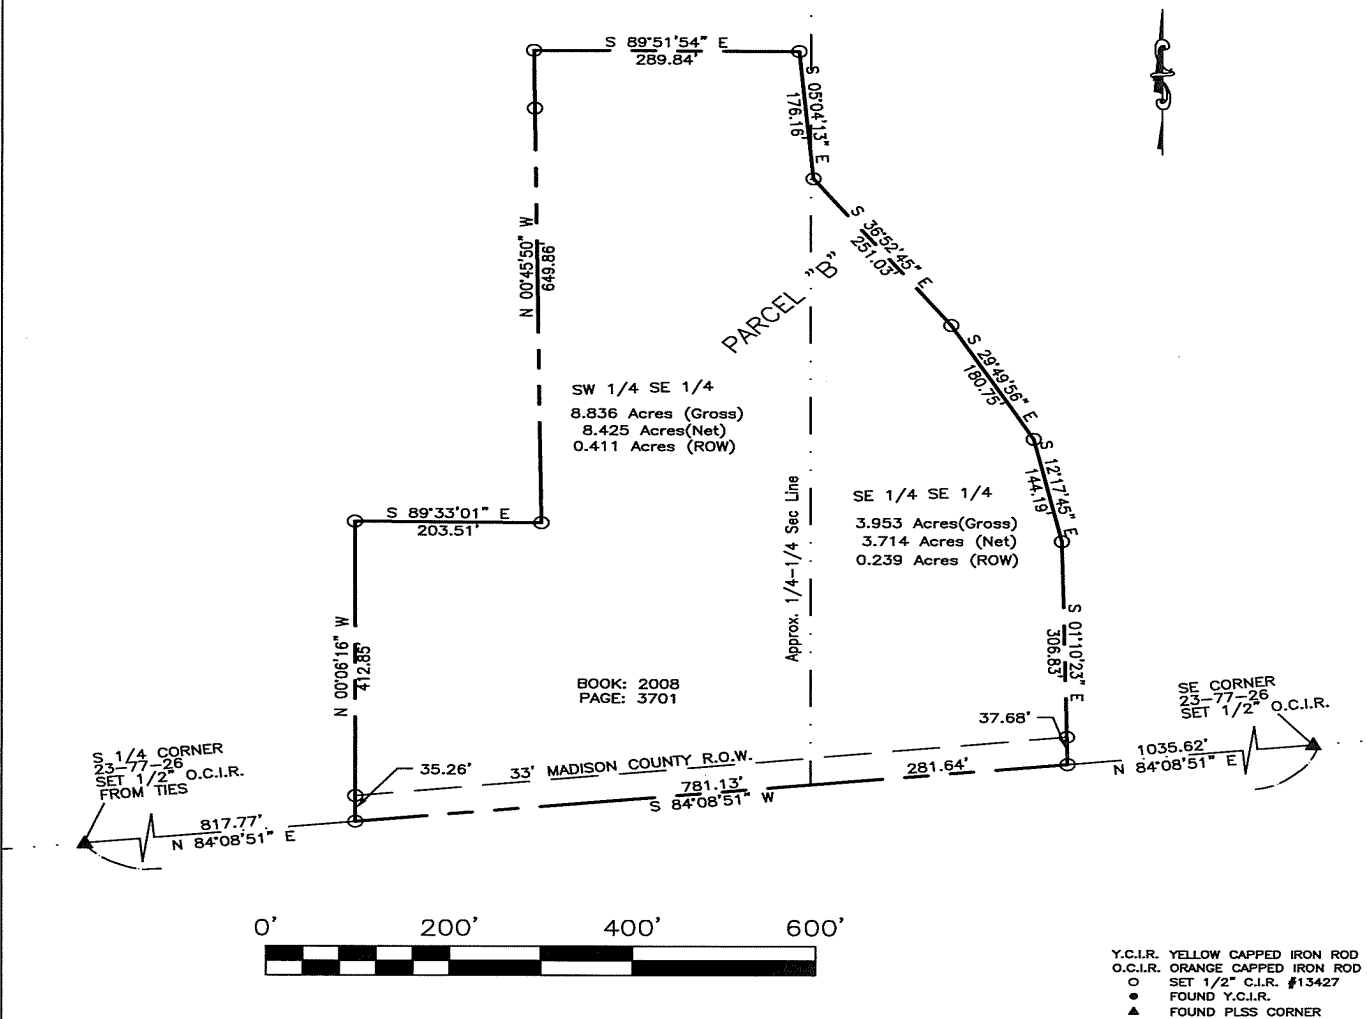 S 89°51'54" E
289.84'
S 05°04'13" E
176.16'
S 36°52'45" E
251.03'
PARCEL "B"
N 00°45'50" W
649.86'
S 29°49'56" E
180.75'
SW 1/4 SE 1/4
8.836 Acres (Gross)
8.425 Acres(Net)
0.411 Acres (ROW)
S 12°17'45" E
144.19'
SE 1/4 SE 1/4
3.953 Acres(Gross)
3.714 Acres (Net)
0.239 Acres (ROW)
Approx. 1/4-1/4 Sec Line
S 89°33'01" E
203.51'
N 00°06'16" W
412.85'
S 01°10'23" E
306.83'
BOOK: 2008
PAGE: 3701
SE CORNER
23-77-26
SET 1/2" O.C.I.R.
37.68'
S 1/4 CORNER
23-77-26
SET 1/2" O.C.I.R.
FROM TIES
35.26'
33' MADISON COUNTY R.O.W.
281.64'
1035.62'
N 84°08'51" E
781.13'
S 84°08'51" W
817.77'
N 84°08'51" E
0' 200' 400' 600'
Y.C.I.R. YELLOW CAPPED IRON ROD
O.C.I.R. ORANGE CAPPED IRON ROD
SET 1/2" C.I.R. #13427
FOUND Y.C.I.R.
FOUND PLSS CORNER